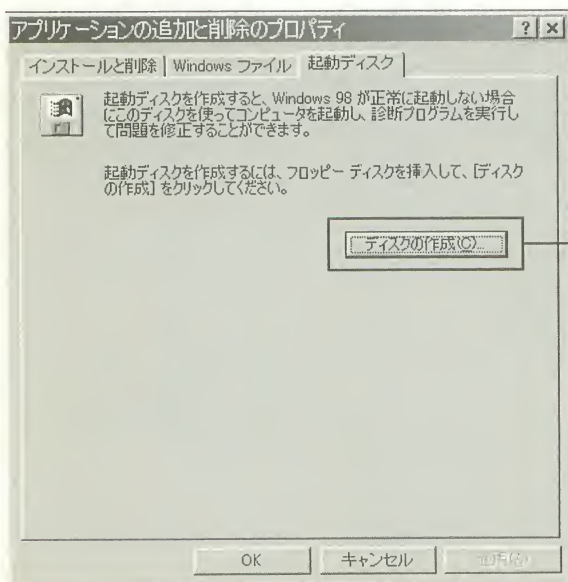 アプリケーションの追加と削除のプロパティ
インストールと削除 Windows ファイル 起動ディスク
起動ディスクを作成すると、Windows 98 が正常に起動しない場合
にこのディスクを使ってコンピュータを起動し、診断プログラムを実行し
て問題を修正することができます。
起動ディスクを作成するには、フロッピー ディスクを挿入して、[ディスク
の作成] をクリックしてください。
ディスクの作成(C)...
OK キャンセル 適用(A)